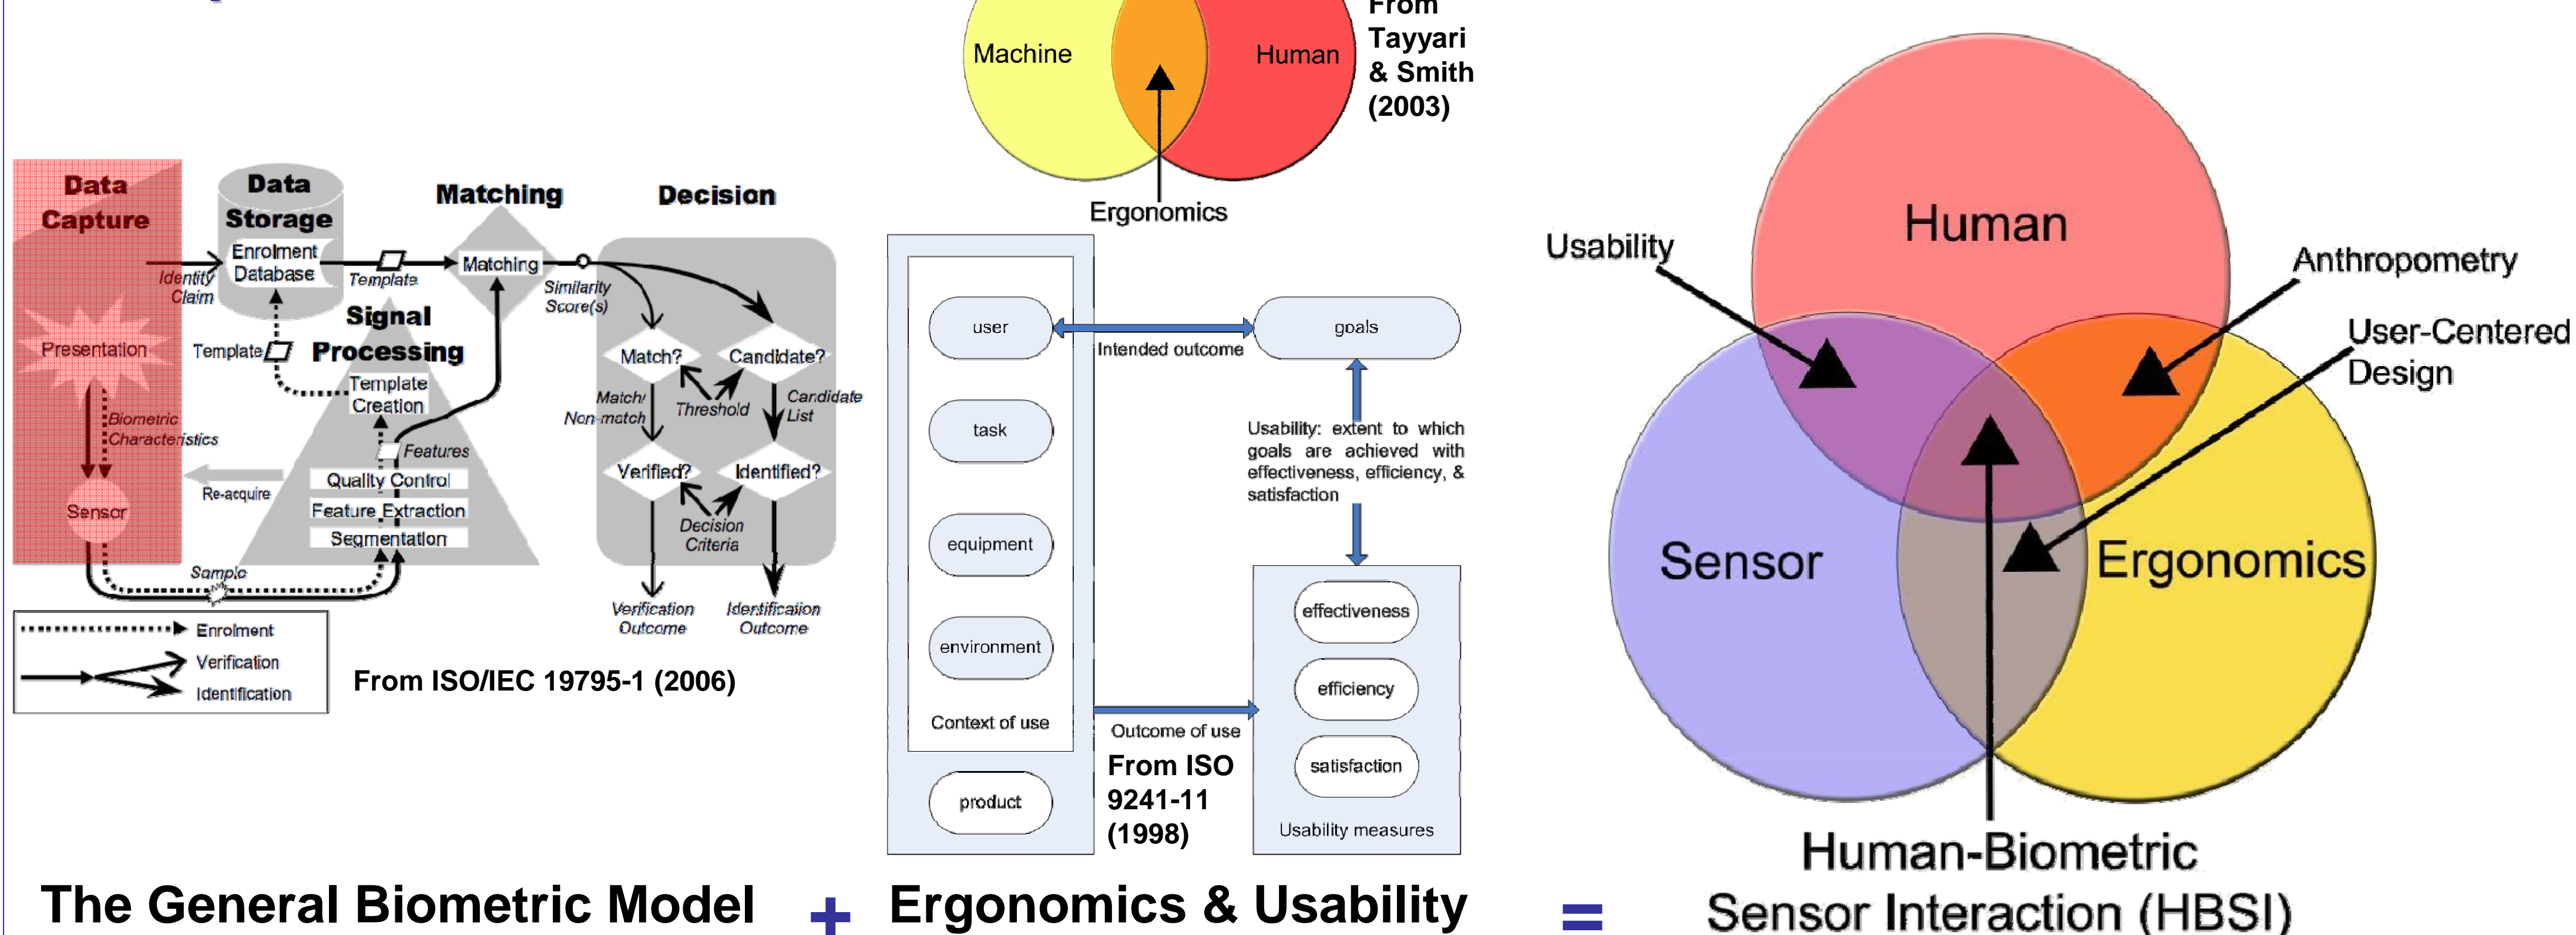 Data
Capture
Identity
Claim
Presentation
Biometric
Characteristics
Sensor
Data
Storage
Enrolment
Database
Template
Template
Matching
Matching
Similarity
Score(s)
Signal
Processing
Template
Creation
Features
Quality Control
Feature Extraction
Segmentation
Re-acquire
Sample
Decision
Match?
Candidate?
Match/
Non-match
Threshold
Candidate
List
Verified?
Identified?
Decision
Criteria
Verification
Outcome
Identification
Outcome
Enrolment
Verification
Identification
From ISO/IEC 19795-1 (2006)
The General Biometric Model
+
Machine
Human
From
Tayyari
& Smith
(2003)
Ergonomics
user
task
equipment
environment
Context of use
product
Intended outcome
goals
Usability: extent to which
goals are achieved with
effectiveness, efficiency, &
satisfaction
effectiveness
efficiency
satisfaction
Usability measures
Outcome of use
From ISO
9241-11
(1998)
Ergonomics & Usability
=
Human
Usability
Anthropometry
User-Centered
Design
Sensor
Ergonomics
Human-Biometric
Sensor Interaction (HBSI)